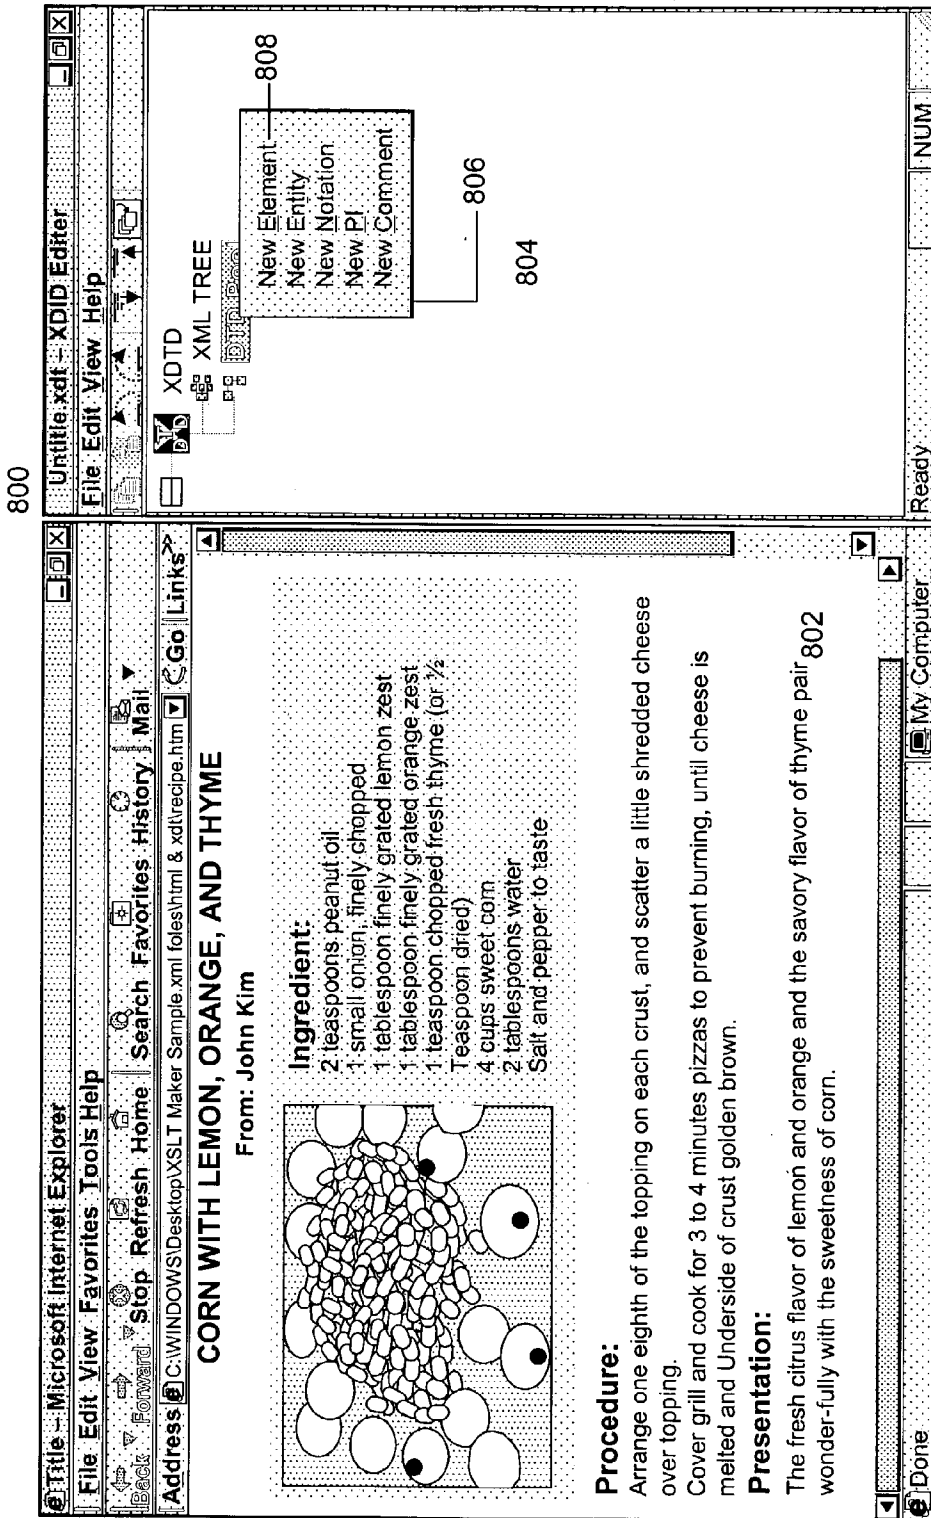 800
Title – Microsoft Internet Explorer
File Edit View Favorites Tools Help
Back Forward Stop Refresh Home Search Favorites History Mail
Address C:\WINDOWS\Desktop\XSLT Maker Sample.xml foles\html & xdt\recipe.htm Go Links >>
CORN WITH LEMON, ORANGE, AND THYME
From: John Kim
Ingredient:
2 teaspoons peanut oil
1 small onion, finely chopped
1 tablespoon finely grated lemon zest
1 tablespoon finely grated orange zest
1 teaspoon chopped fresh thyme (or ½
Teaspoon dried)
4 cups sweet corn
2 tablespoons water
Salt and pepper to taste
Procedure:
Arrange one eighth of the topping on each crust, and scatter a little shredded cheese
over topping.
Cover grill and cook for 3 to 4 minutes pizzas to prevent burning, until cheese is
melted and Underside of crust golden brown.
Presentation:
The fresh citrus flavor of lemon and orange and the savory flavor of thyme pair
wonder-fully with the sweetness of corn.
802
Done
My Computer
Untitle.xdt – XDID Editer
File Edit View Help
XDTD
XML TREE
New Element
New Entity
New Notation
New PI
New Comment
808
806
804
Ready
NUM